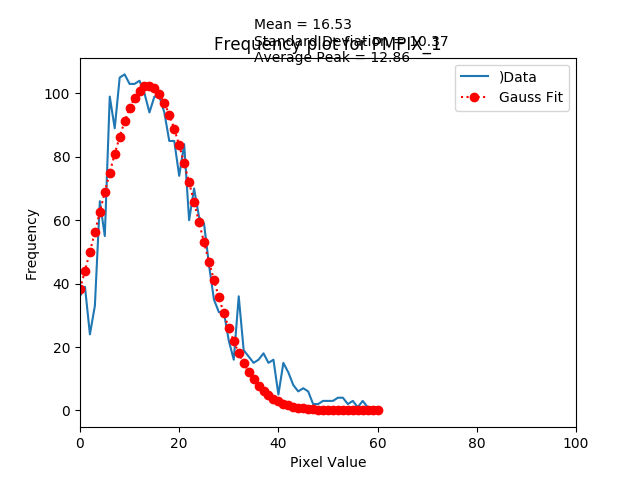 Mean = 16.53
Standard Deviation = 10.37
Frequency plot for PMPIX_1
Average Peak = 12.86
)Data
Gauss Fit
Frequency
100
80
60
40
20
0
0 20 40 60 80 100
Pixel Value